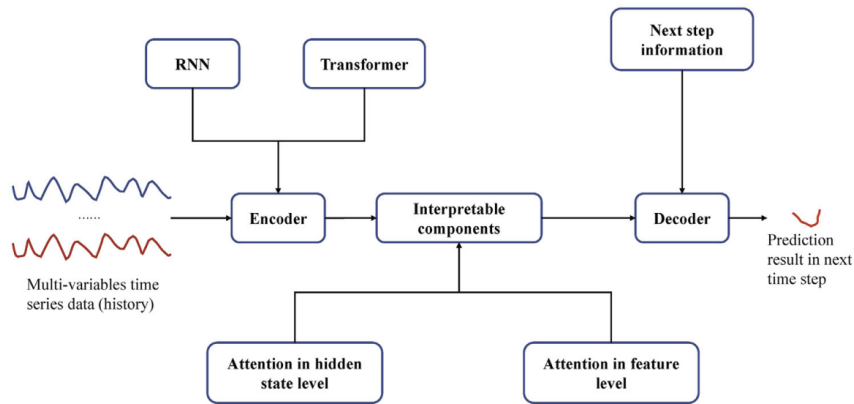 Next step
information
RNN
Transformer
......
Encoder
Interpretable
components
Decoder
Multi-variables time
series data (history)
Prediction
result in next
time step
Attention in hidden
state level
Attention in feature
level